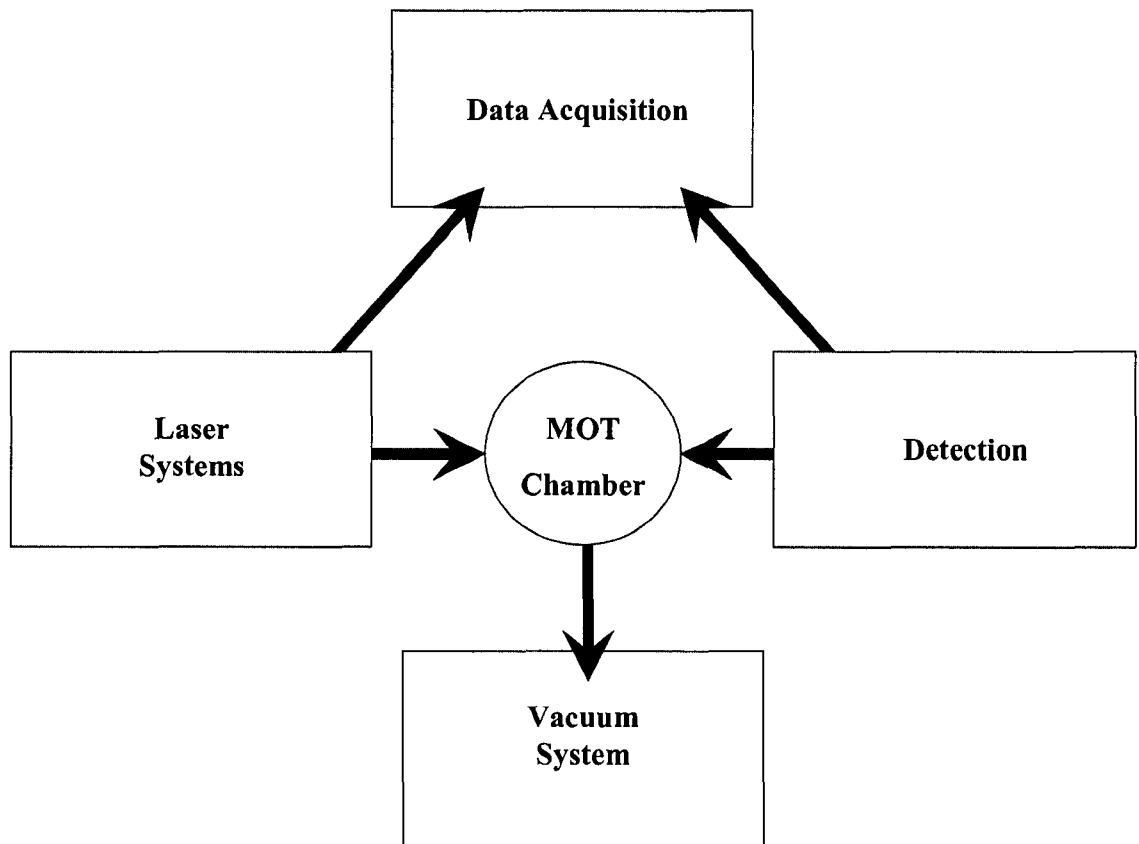 Data Acquisition
Laser
Systems
MOT
Chamber
Detection
Vacuum
System